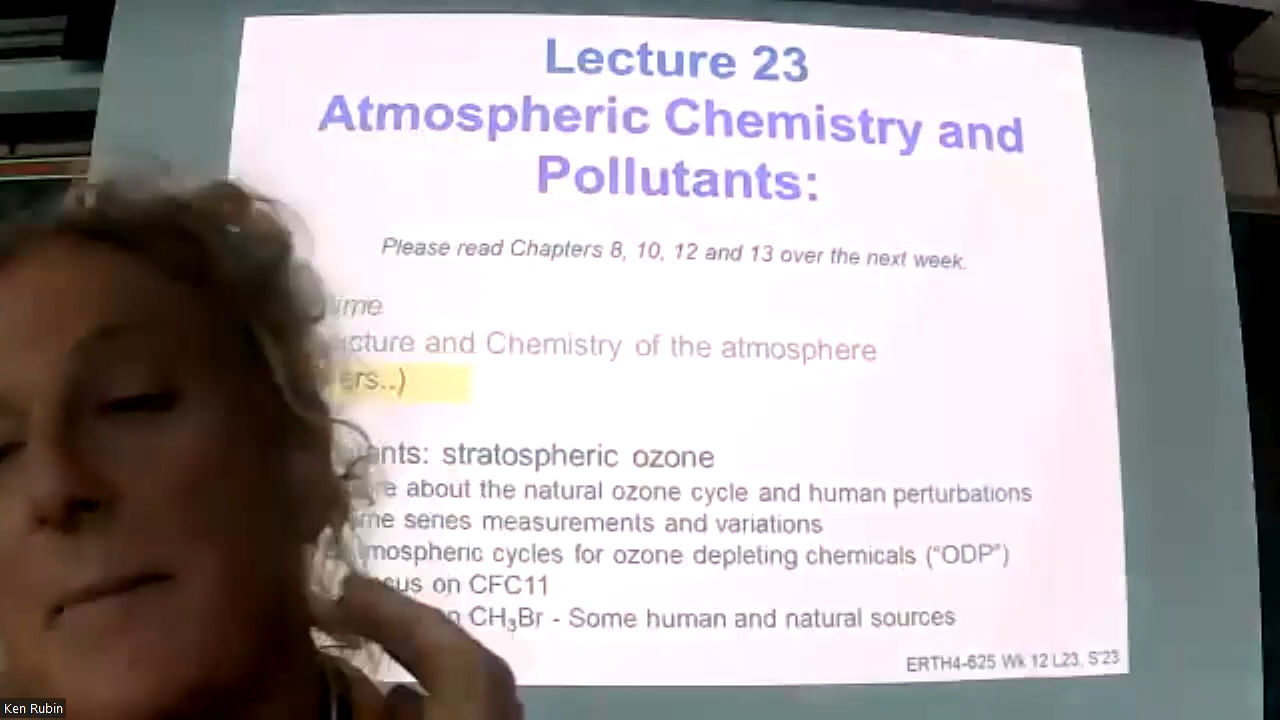 Lecture 23
Atmospheric Chemistry and
Pollutants:
Please read Chapters 8, 10, 12 and 13 over the next week.
ime
cture and Chemistry of the atmosphere
ers..)
ants: stratospheric ozone
e about the natural ozone cycle and human perturbations
me series measurements and variations
mospheric cycles for ozone depleting chemicals (“ODP”)
cus on CFC11
n CH₃Br - Some human and natural sources
ERTH4-625 Wk 12 L23, S'23
Ken Rubin